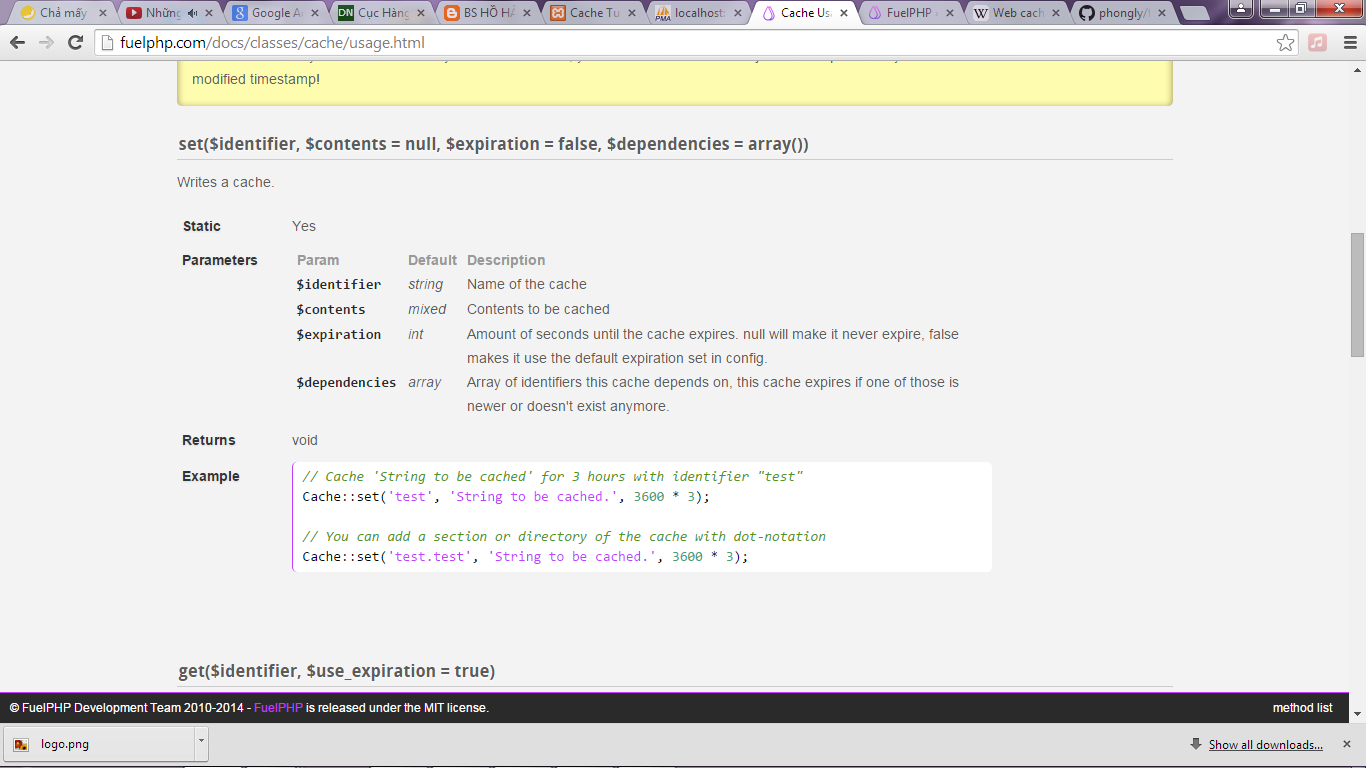 Chả mấy
Những
Google A
DN Cục Hàng
BS HỒ HẢ
Cache Tu
localhost
Cache Usa
FuelPHP
Web cach
phongly/
fuelphp.com/docs/classes/cache/usage.html
modified timestamp!
set($identifier, $contents = null, $expiration = false, $dependencies = array())
Writes a cache.
Static Yes
Parameters Param Default Description
$identifier string Name of the cache
$contents mixed Contents to be cached
$expiration int Amount of seconds until the cache expires. null will make it never expire, false
makes it use the default expiration set in config.
$dependencies array Array of identifiers this cache depends on, this cache expires if one of those is
newer or doesn't exist anymore.
Returns void
Example // Cache 'String to be cached' for 3 hours with identifier "test"
Cache::set('test', 'String to be cached.', 3600 * 3);
// You can add a section or directory of the cache with dot-notation
Cache::set('test.test', 'String to be cached.', 3600 * 3);
get($identifier, $use_expiration = true)
© FuelPHP Development Team 2010-2014 - FuelPHP is released under the MIT license. method list
logo.png Show all downloads...